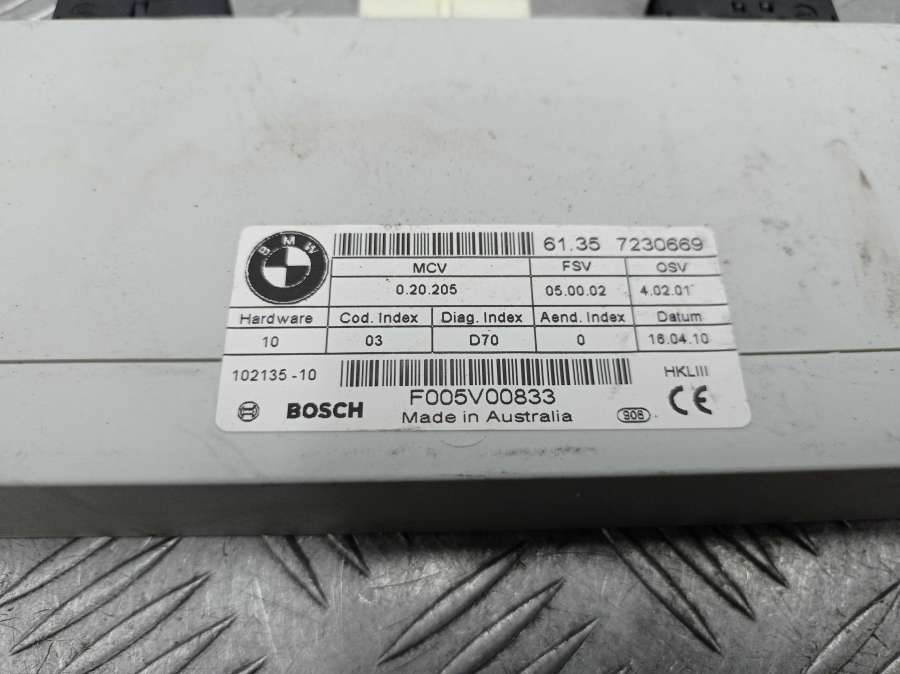 BMW
61.35 7230669
MCV FSV OSV
0.20.205 05.00.02 4.02.01
Hardware Cod. Index Diag. Index Aend. Index Datum
10 03 D70 0 16.04.10
102135-10 HKLIII
BOSCH F005V00833
Made in Australia 906 CE